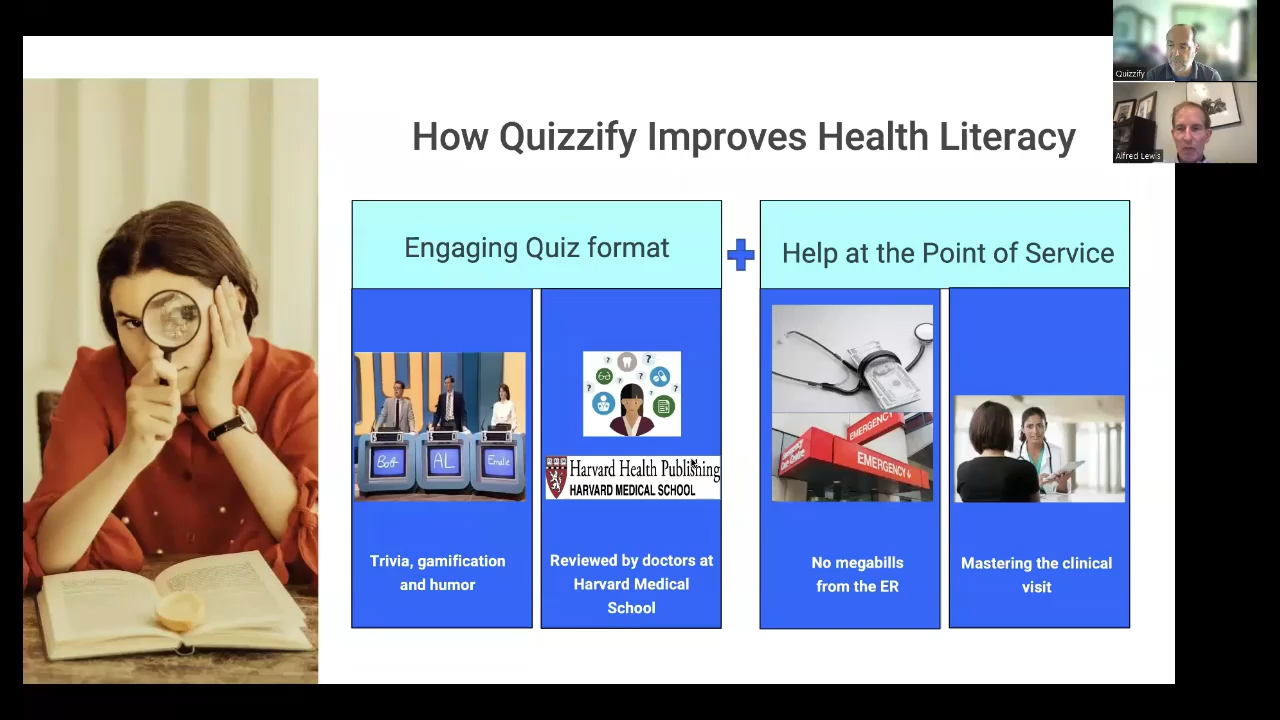 Quizzify
Alfred Lewis
How Quizzify Improves Health Literacy
Engaging Quiz format
Help at the Point of Service
AL
Harvard Health Publishing
HARVARD MEDICAL SCHOOL
EMERGENCY
EMERGENCY
Trivia, gamification
and humor
Reviewed by doctors at
Harvard Medical
School
No megabills
from the ER
Mastering the clinical
visit